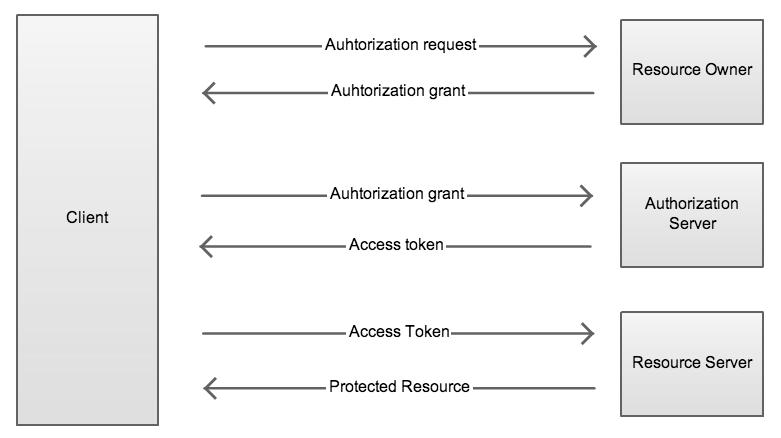 Auhtorization request
Resource Owner
Auhtorization grant
Client
Auhtorization grant
Authorization
Server
Access token
Access Token
Resource Server
Protected Resource